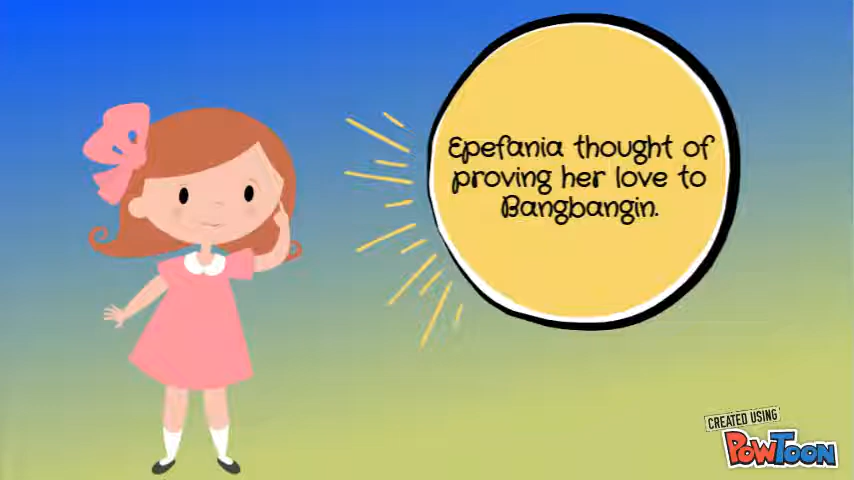 Epefania thought of
proving her love to
Bangbangin.
CREATED USING
POWTOON